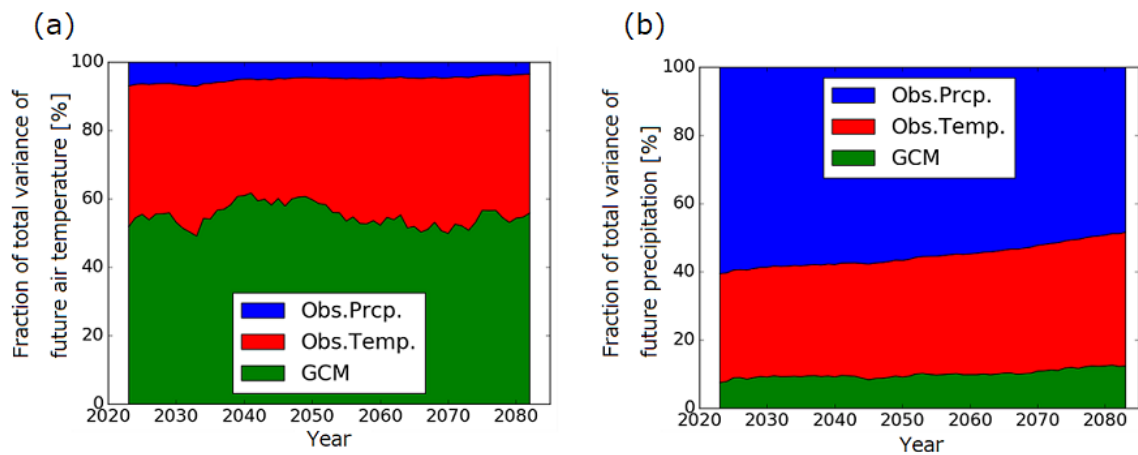 (a)
Fraction of total variance of
future air temperature [%]
100
80
60
40
20
0
Obs.Prcp.
Obs.Temp.
GCM
2020 2030 2040 2050 2060 2070 2080
Year
(b)
Fraction of total variance of
future precipitation [%]
100
80
60
40
20
0
Obs.Prcp.
Obs.Temp.
GCM
2020 2030 2040 2050 2060 2070 2080
Year